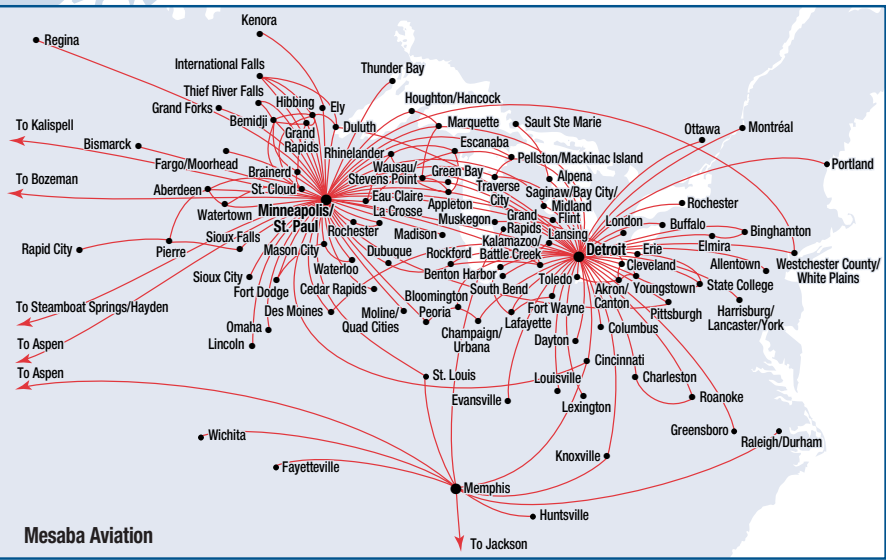 Kenora
Regina
International Falls
Thunder Bay
Thief River Falls
Hibbing
Ely
Houghton/Hancock
Grand Forks
Bemidji
Grand
Rapids
Duluth
Marquette
Sault Ste Marie
Ottawa
Montréal
To Kalispell
Bismarck
Rhinelander
Escanaba
Fargo/Moorhead
Wausau/
Stevens Point
Pellston/Mackinac Island
Portland
Brainerd
Green Bay
Traverse
City
Alpena
To Bozeman
Aberdeen
St. Cloud
Eau Claire
Appleton
Saginaw/Bay City/
Midland
Rochester
Watertown
Minneapolis/
St. Paul
La Crosse
Muskegon
Grand
Rapids
Flint
London
Buffalo
Binghamton
Rochester
Madison
Lansing
Sioux Falls
Kalamazoo/
Battle Creek
Detroit
Erie
Elmira
Rapid City
Pierre
Mason City
Dubuque
Rockford
Cleveland
Allentown
Westchester County/
White Plains
Waterloo
Benton Harbor
Sioux City
Fort Dodge
Cedar Rapids
South Bend
Toledo
Akron/
Canton
Youngstown
State College
To Steamboat Springs/Hayden
Des Moines
Moline/
Quad Cities
Bloomington
Peoria
Fort Wayne
Lafayette
Pittsburgh
Harrisburg/
Lancaster/York
Omaha
Lincoln
Champaign/
Urbana
Columbus
Dayton
To Aspen
To Aspen
St. Louis
Cincinnati
Louisville
Charleston
Evansville
Lexington
Roanoke
Wichita
Greensboro
Raleigh/Durham
Fayetteville
Knoxville
Memphis
Huntsville
Mesaba Aviation
To Jackson